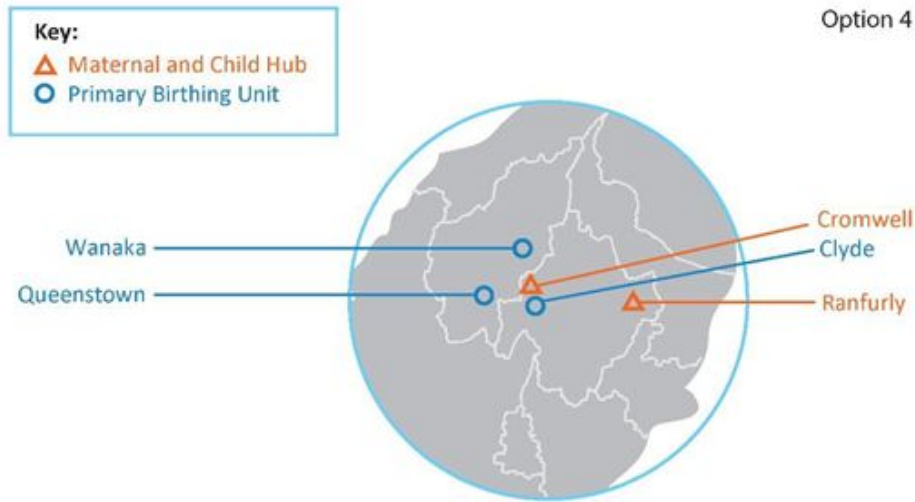 Option 4
Key:
Maternal and Child Hub
Primary Birthing Unit
Wanaka
Queenstown
Cromwell
Clyde
Ranfurly